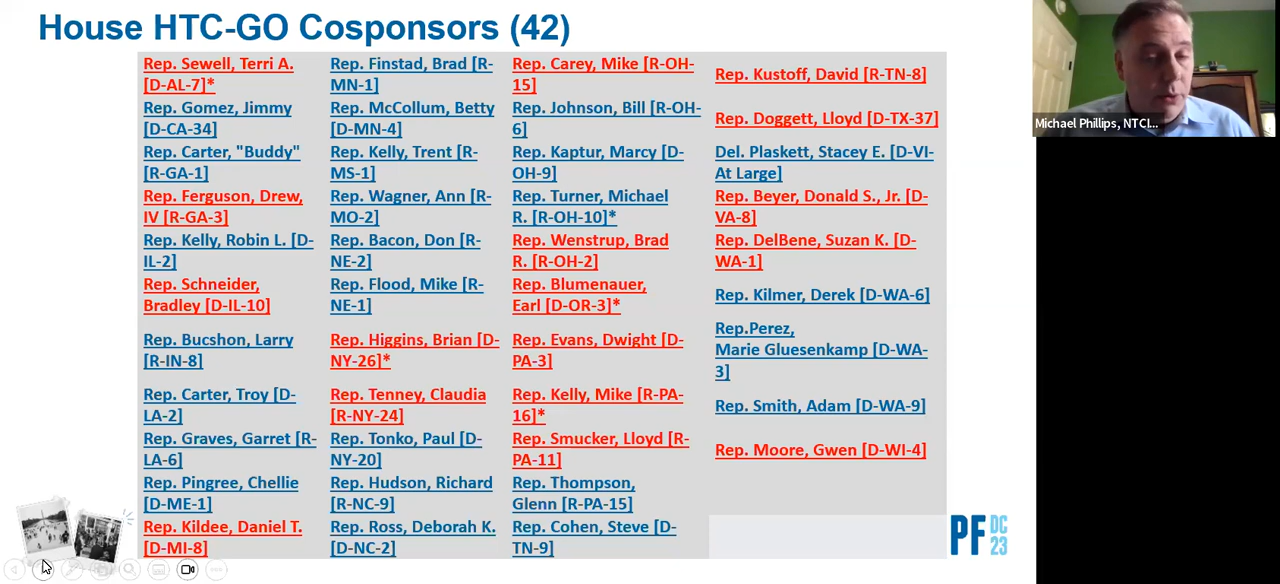 House HTC-GO Cosponsors (42)
Rep. Sewell, Terri A.
[D-AL-7]*
Rep. Gomez, Jimmy
[D-CA-34]
Rep. Carter, "Buddy"
[R-GA-1]
Rep. Ferguson, Drew,
IV [R-GA-3]
Rep. Kelly, Robin L. [D-
IL-2]
Rep. Schneider,
Bradley [D-IL-10]
Rep. Bucshon, Larry
[R-IN-8]
Rep. Carter, Troy [D-
LA-2]
Rep. Graves, Garret [R-
LA-6]
Rep. Pingree, Chellie
[D-ME-1]
Rep. Kildee, Daniel T.
[D-MI-8]
Rep. Finstad, Brad [R-
MN-1]
Rep. McCollum, Betty
[D-MN-4]
Rep. Kelly, Trent [R-
MS-1]
Rep. Wagner, Ann [R-
MO-2]
Rep. Bacon, Don [R-
NE-2]
Rep. Flood, Mike [R-
NE-1]
Rep. Higgins, Brian [D-
NY-26]*
Rep. Tenney, Claudia
[R-NY-24]
Rep. Tonko, Paul [D-
NY-20]
Rep. Hudson, Richard
[R-NC-9]
Rep. Ross, Deborah K.
[D-NC-2]
Rep. Carey, Mike [R-OH-
15]
Rep. Johnson, Bill [R-OH-
6]
Rep. Kaptur, Marcy [D-
OH-9]
Rep. Turner, Michael
R. [R-OH-10]*
Rep. Wenstrup, Brad
R. [R-OH-2]
Rep. Blumenauer,
Earl [D-OR-3]*
Rep. Evans, Dwight [D-
PA-3]
Rep. Kelly, Mike [R-PA-
16]*
Rep. Smucker, Lloyd [R-
PA-11]
Rep. Thompson,
Glenn [R-PA-15]
Rep. Cohen, Steve [D-
TN-9]
Rep. Kustoff, David [R-TN-8]
Rep. Doggett, Lloyd [D-TX-37]
Del. Plaskett, Stacey E. [D-VI-
At Large]
Rep. Beyer, Donald S., Jr. [D-
VA-8]
Rep. DelBene, Suzan K. [D-
WA-1]
Rep. Kilmer, Derek [D-WA-6]
Rep.Perez,
Marie Gluesenkamp [D-WA-
3]
Rep. Smith, Adam [D-WA-9]
Rep. Moore, Gwen [D-WI-4]
Michael Phillips, NTCI...
PF DC
23